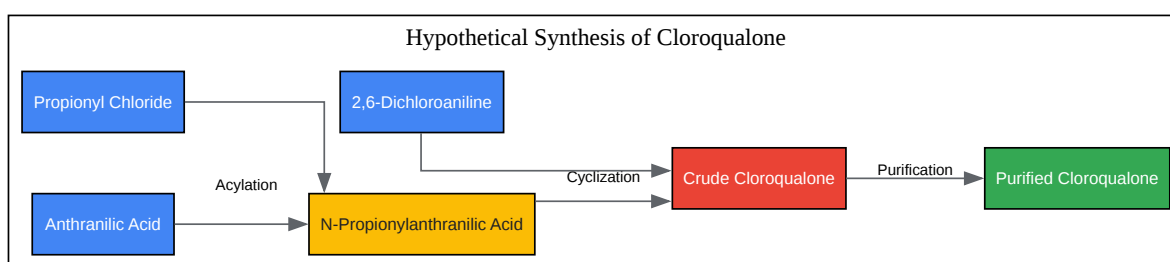 Hypothetical Synthesis of Cloroqualone
Propionyl Chloride
2,6-Dichloroaniline
Acylation
Cyclization
Crude Cloroqualone
Purification
Purified Cloroqualone
Anthranilic Acid
N-Propionylanthranilic Acid